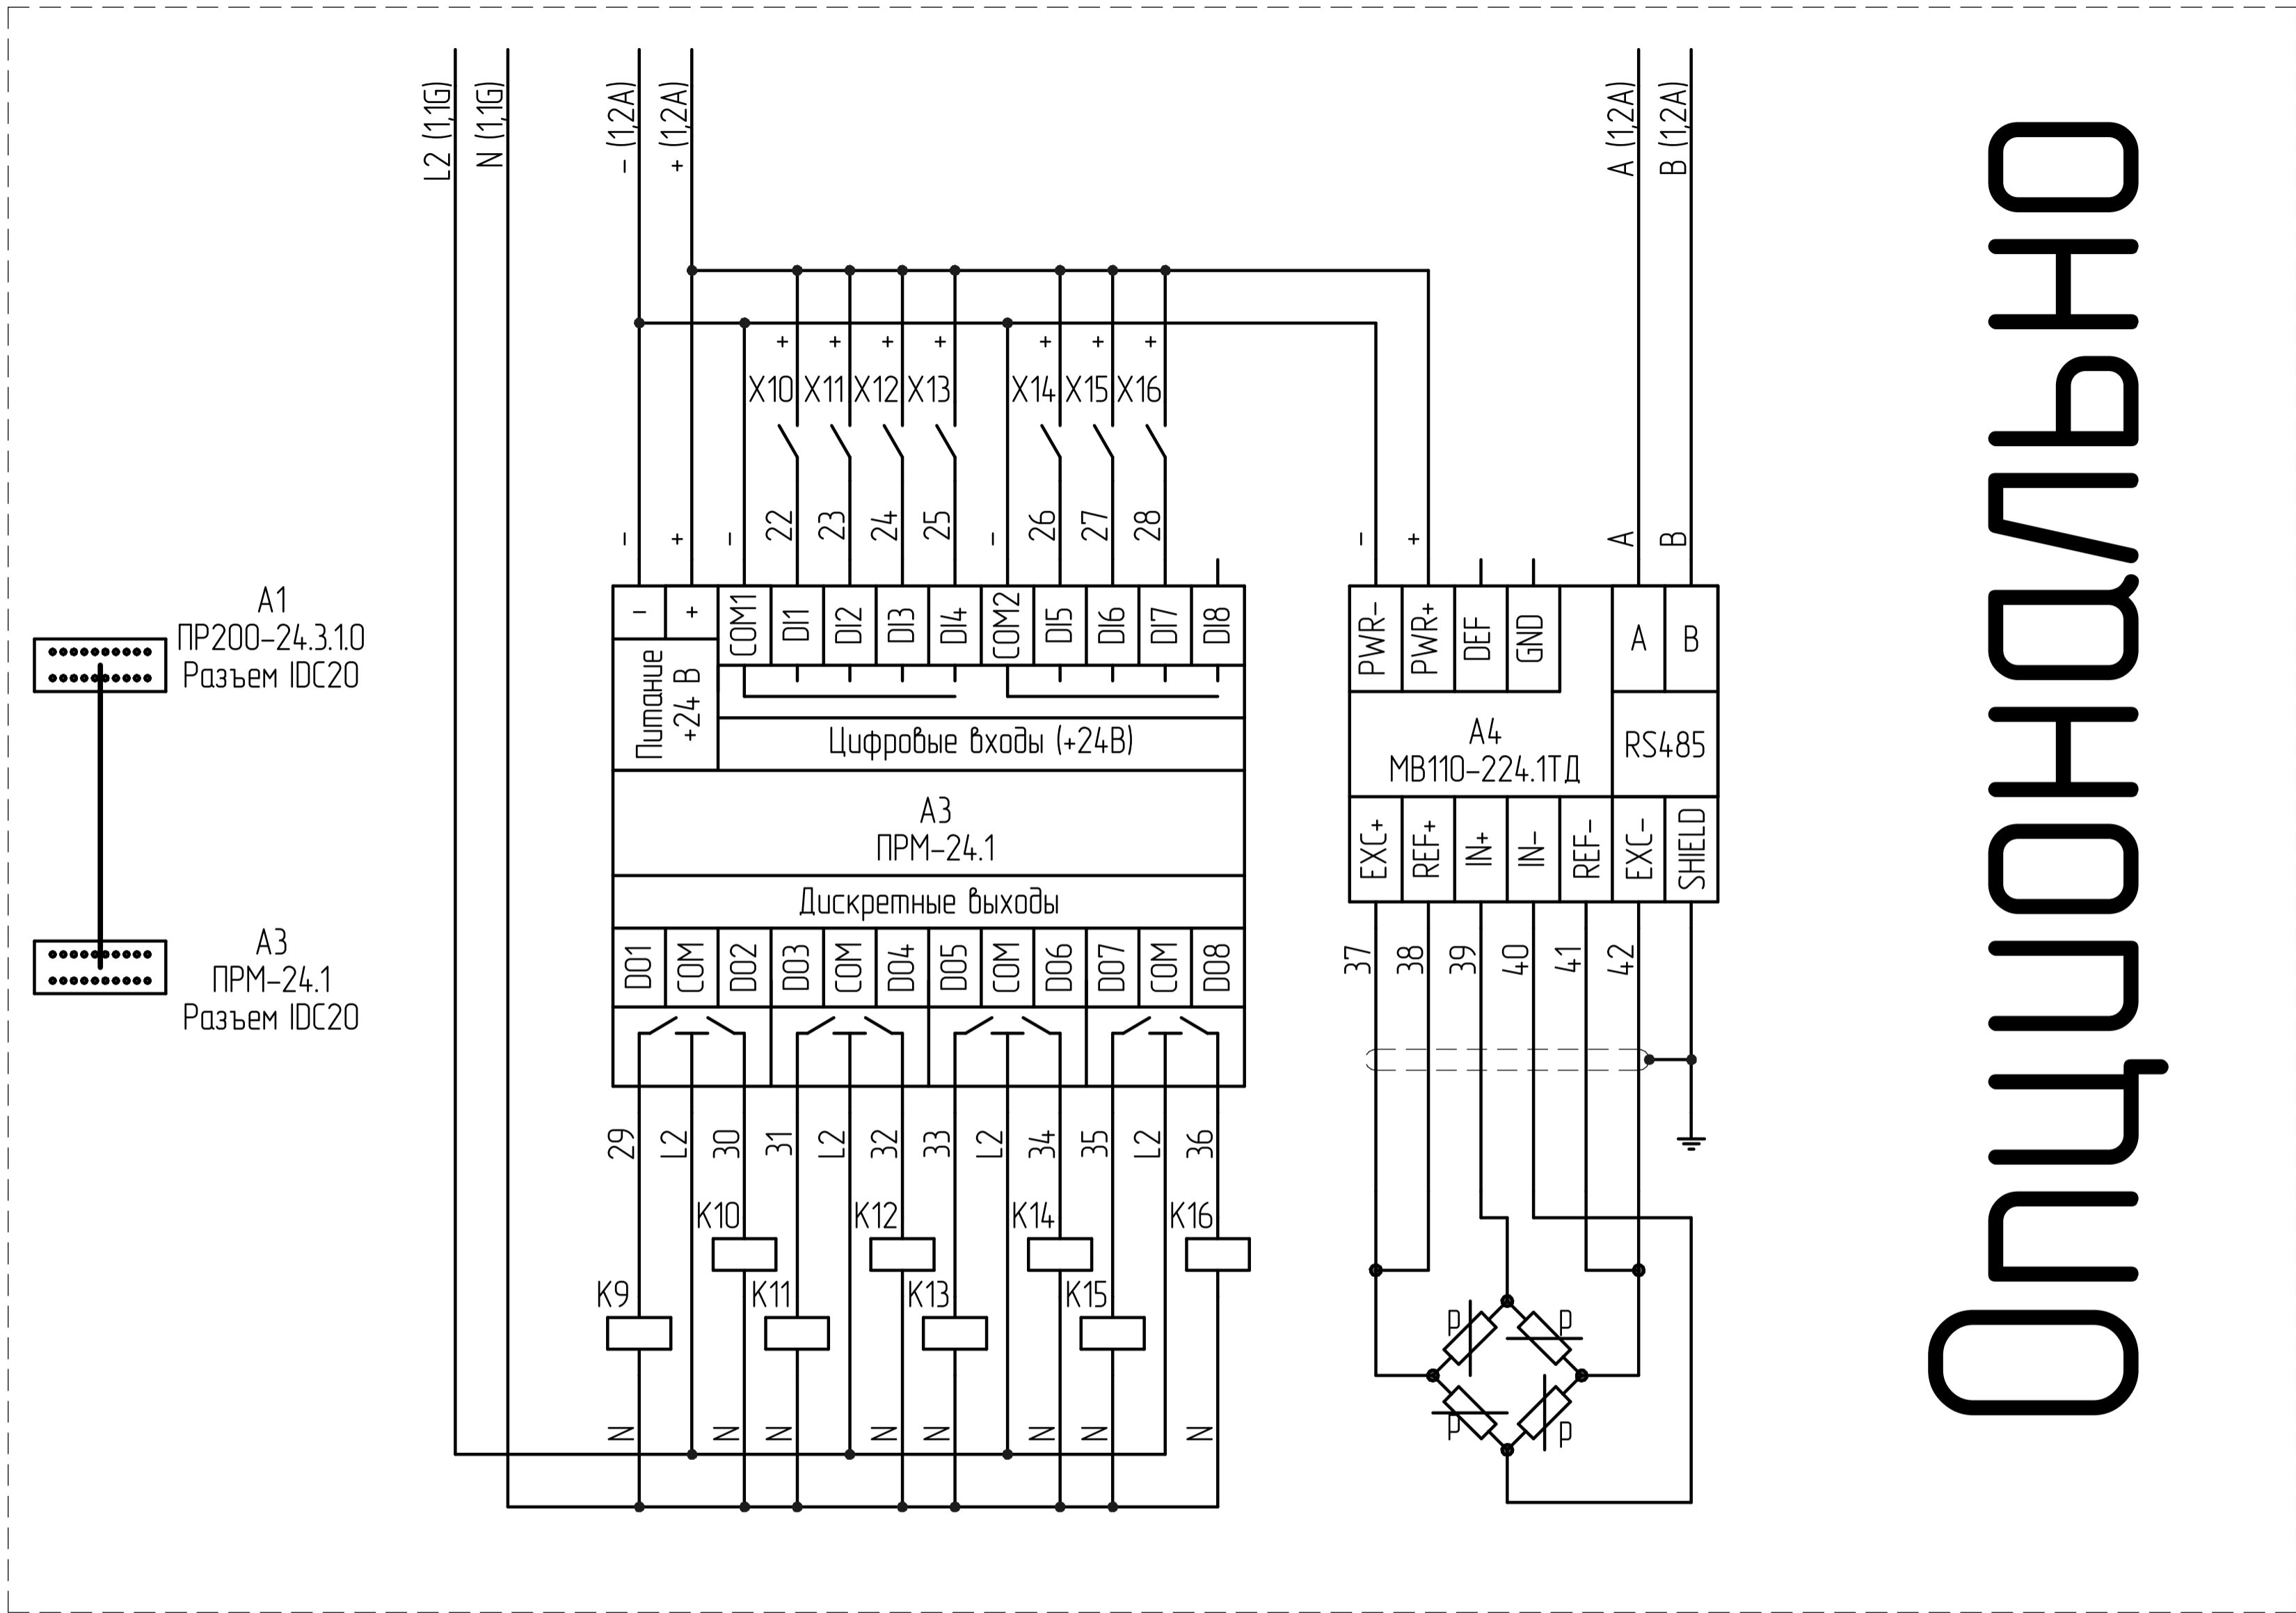 L2 (1,1G)
N (1,1G)
- (1,2A)
+ (1,2A)
A (1,2A)
B (1,2A)
+
+
+
+
+
+
+
X10
X11
X12
X13
X14
X15
X16
-
+
-
22
23
24
25
-
26
27
28
-
+
A
B
A1
ПР200-24.3.1.0
Разъем IDC20
-
+
COM1
DI1
DI2
DI3
DI4
COM2
DI5
DI6
DI7
DI8
Питание
+24 В
Цифровые входы (+24В)
A3
ПРМ-24.1
Дискретные выходы
DO1
COM
DO2
DO3
COM
DO4
DO5
COM
DO6
DO7
COM
DO8
PWR-
PWR+
DEF
GND
A
B
A4
МВ110-224.1ТД
RS485
EXC+
REF+
IN+
IN-
REF-
EXC-
SHIELD
A3
ПРМ-24.1
Разъем IDC20
37
38
39
40
41
42
29
L2
30
31
L2
32
33
L2
34
35
L2
36
K10
K12
K14
K16
K9
K11
K13
K15
P
P
P
P
N
N
N
N
N
N
N
N
Опционально